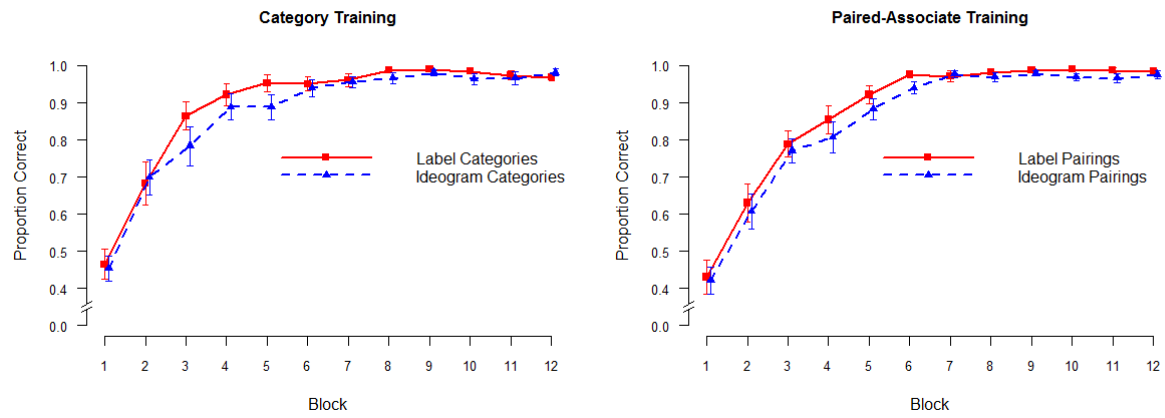 Category Training
Proportion Correct
1.0
0.9
0.8
0.7
0.6
0.5
0.4
0.0
Label Categories
Ideogram Categories
1 2 3 4 5 6 7 8 9 10 11 12
Block
Paired-Associate Training
Proportion Correct
1.0
0.9
0.8
0.7
0.6
0.5
0.4
0.0
Label Pairings
Ideogram Pairings
1 2 3 4 5 6 7 8 9 10 11 12
Block